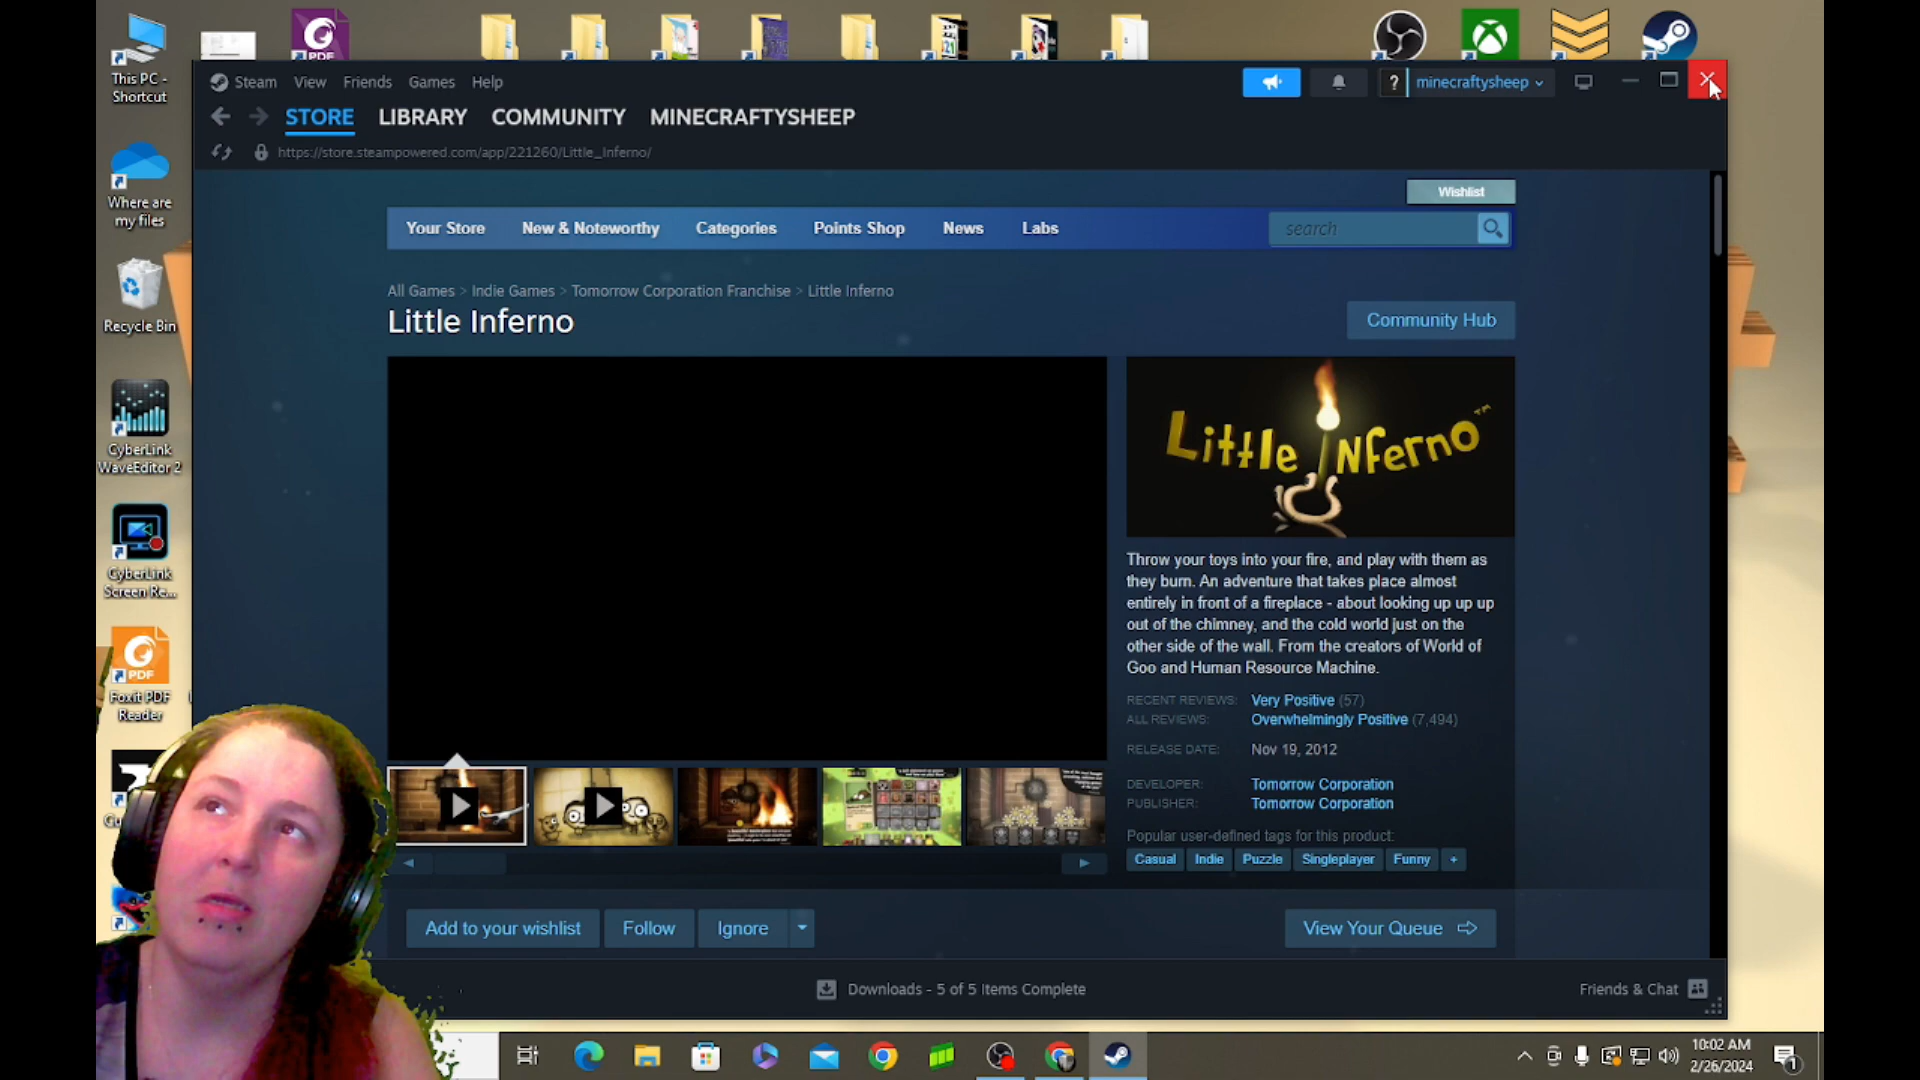 This PC -
Shortcut
Where are
my files
Recycle Bin
CyberLink
WaveEditor 2
CyberLink
Screen Re...
PDF
Foxit PDF
Reader
PDF
Steam View Friends Games Help
? minecraftysheep
STORE LIBRARY COMMUNITY MINECRAFTYSHEEP
https://store.steampowered.com/app/221260/Little_Inferno/
Wishlist
Your Store New & Noteworthy Categories Points Shop News Labs
search
All Games > Indie Games > Tomorrow Corporation Franchise > Little Inferno
Little Inferno
Community Hub
Little Inferno™
Throw your toys into your fire, and play with them as
they burn. An adventure that takes place almost
entirely in front of a fireplace - about looking up up up
out of the chimney, and the cold world just on the
other side of the wall. From the creators of World of
Goo and Human Resource Machine.
RECENT REVIEWS: Very Positive (57)
ALL REVIEWS: Overwhelmingly Positive (7,494)
RELEASE DATE: Nov 19, 2012
DEVELOPER: Tomorrow Corporation
PUBLISHER: Tomorrow Corporation
Popular user-defined tags for this product:
Casual Indie Puzzle Singleplayer Funny +
Add to your wishlist Follow Ignore
View Your Queue
Downloads - 5 of 5 Items Complete
Friends & Chat
10:02 AM
2/26/2024
1